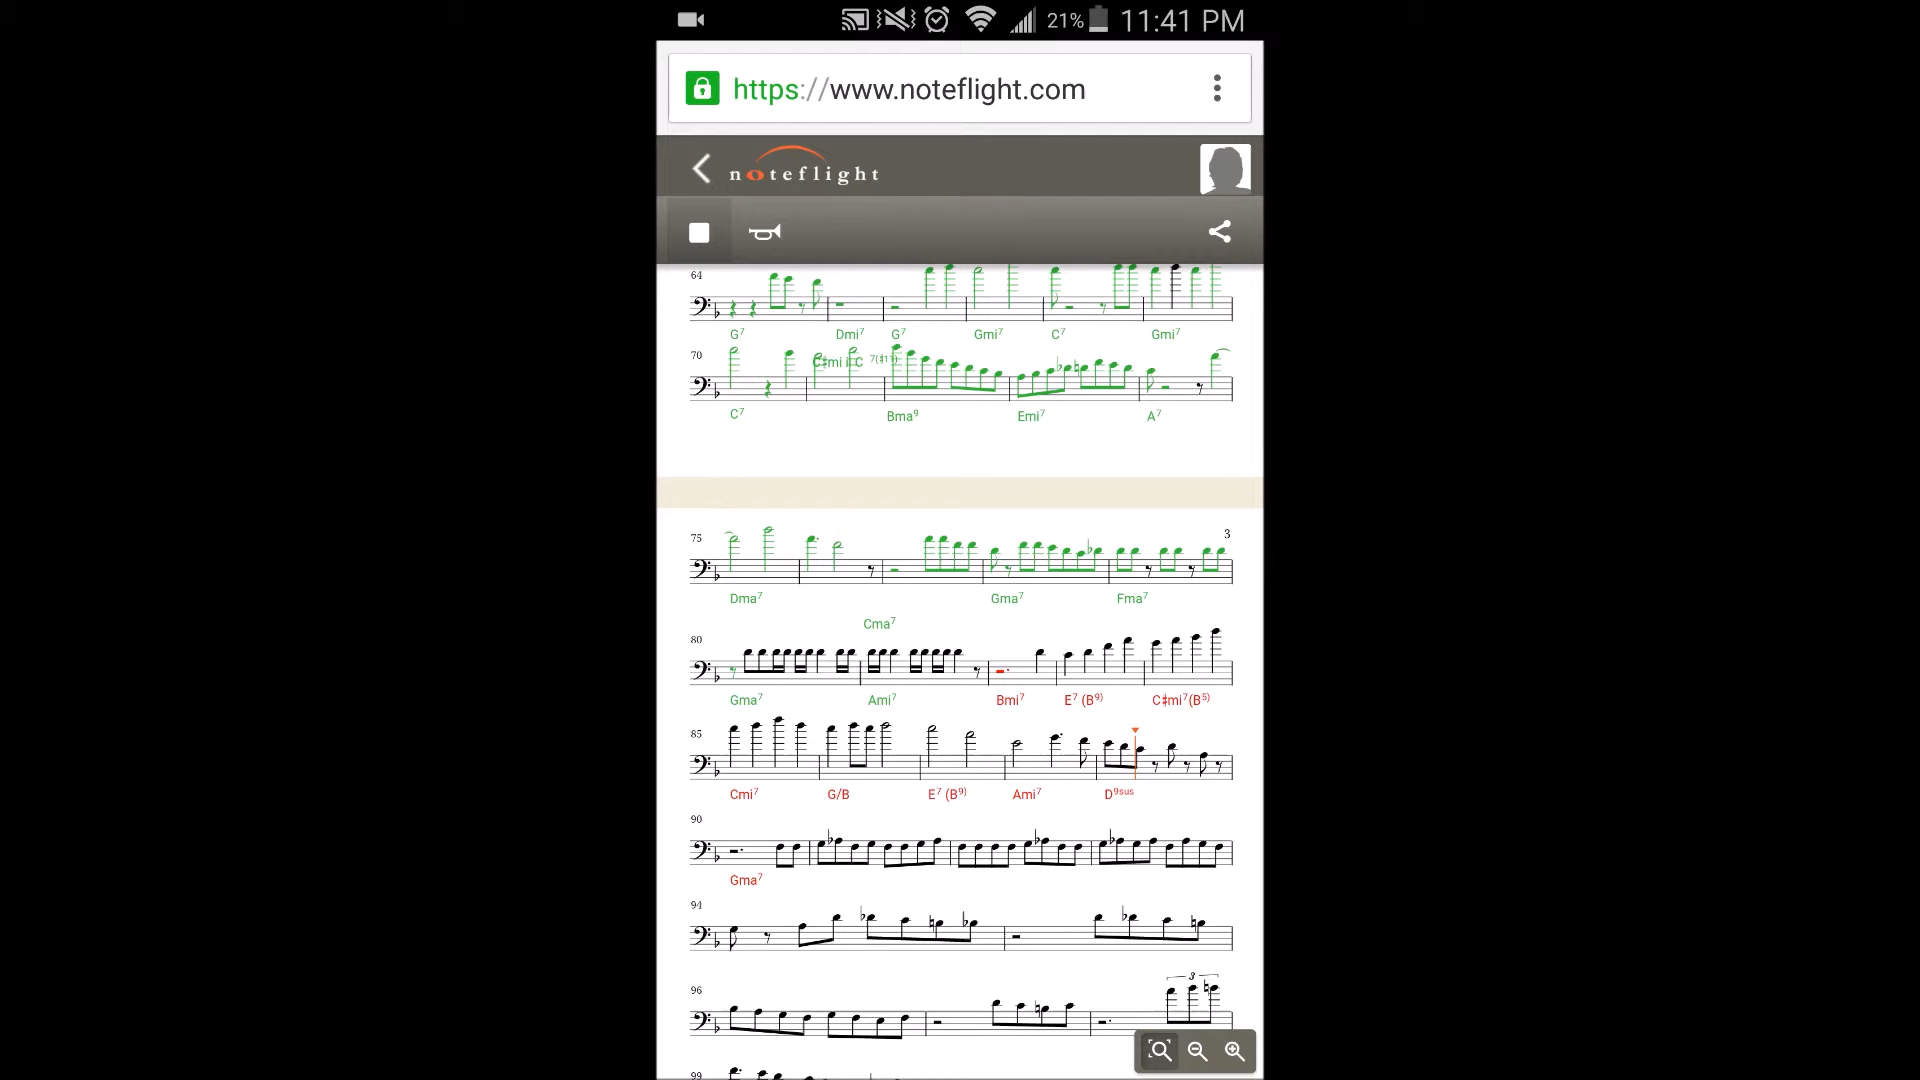 21% 11:41 PM
https://www.noteflight.com
noteflight
64
G7 Dmi7 G7 Gmi7 C7 Gmi7
70
C7 Bma9 Emi7 A7
3
75
Dma7 Gma7 Fma7
Cma7
80
Gma7 Ami7 Bmi7 E7 (B9) C♯mi7(B5)
85
Cmi7 G/B E7 (B9) Ami7 D9sus
90
Gma7
94
3
96
99